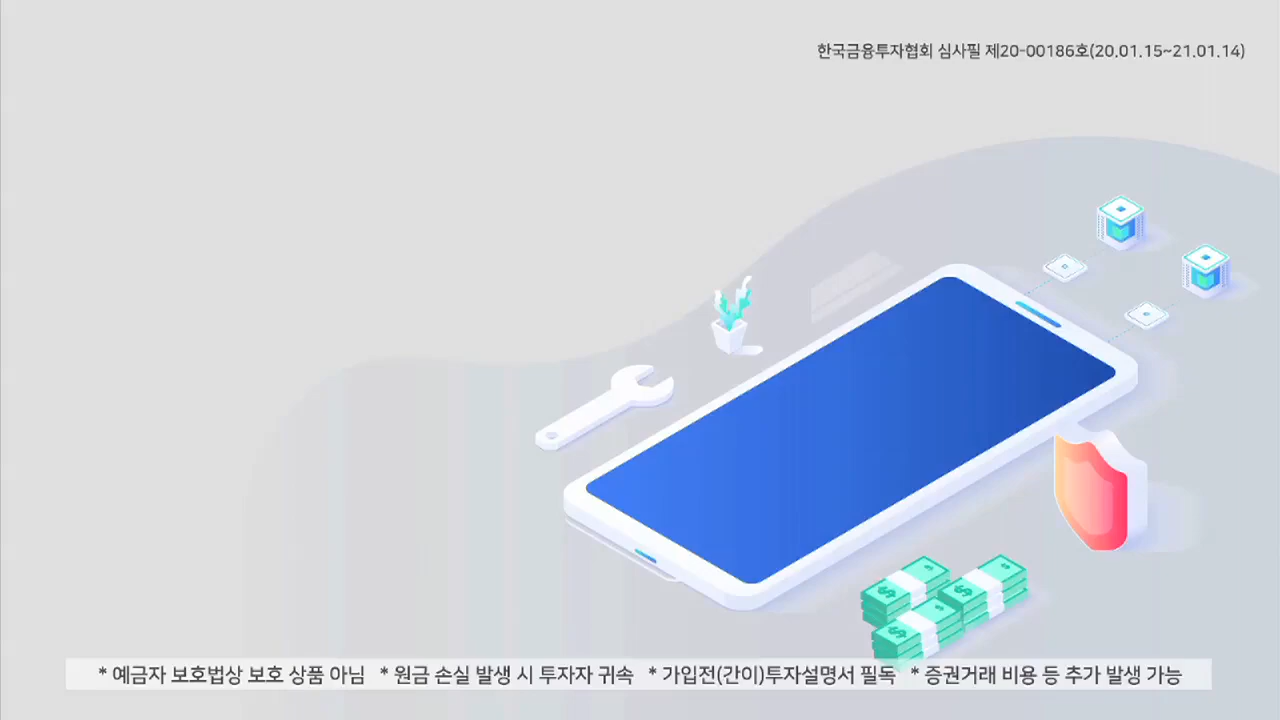 한국금융투자협회 심사필 제20-00186호(20.01.15~21.01.14)
* 예금자 보호법상 보호 상품 아님 * 원금 손실 발생 시 투자자 귀속 * 가입전(간이)투자설명서 필독 * 증권거래 비용 등 추가 발생 가능